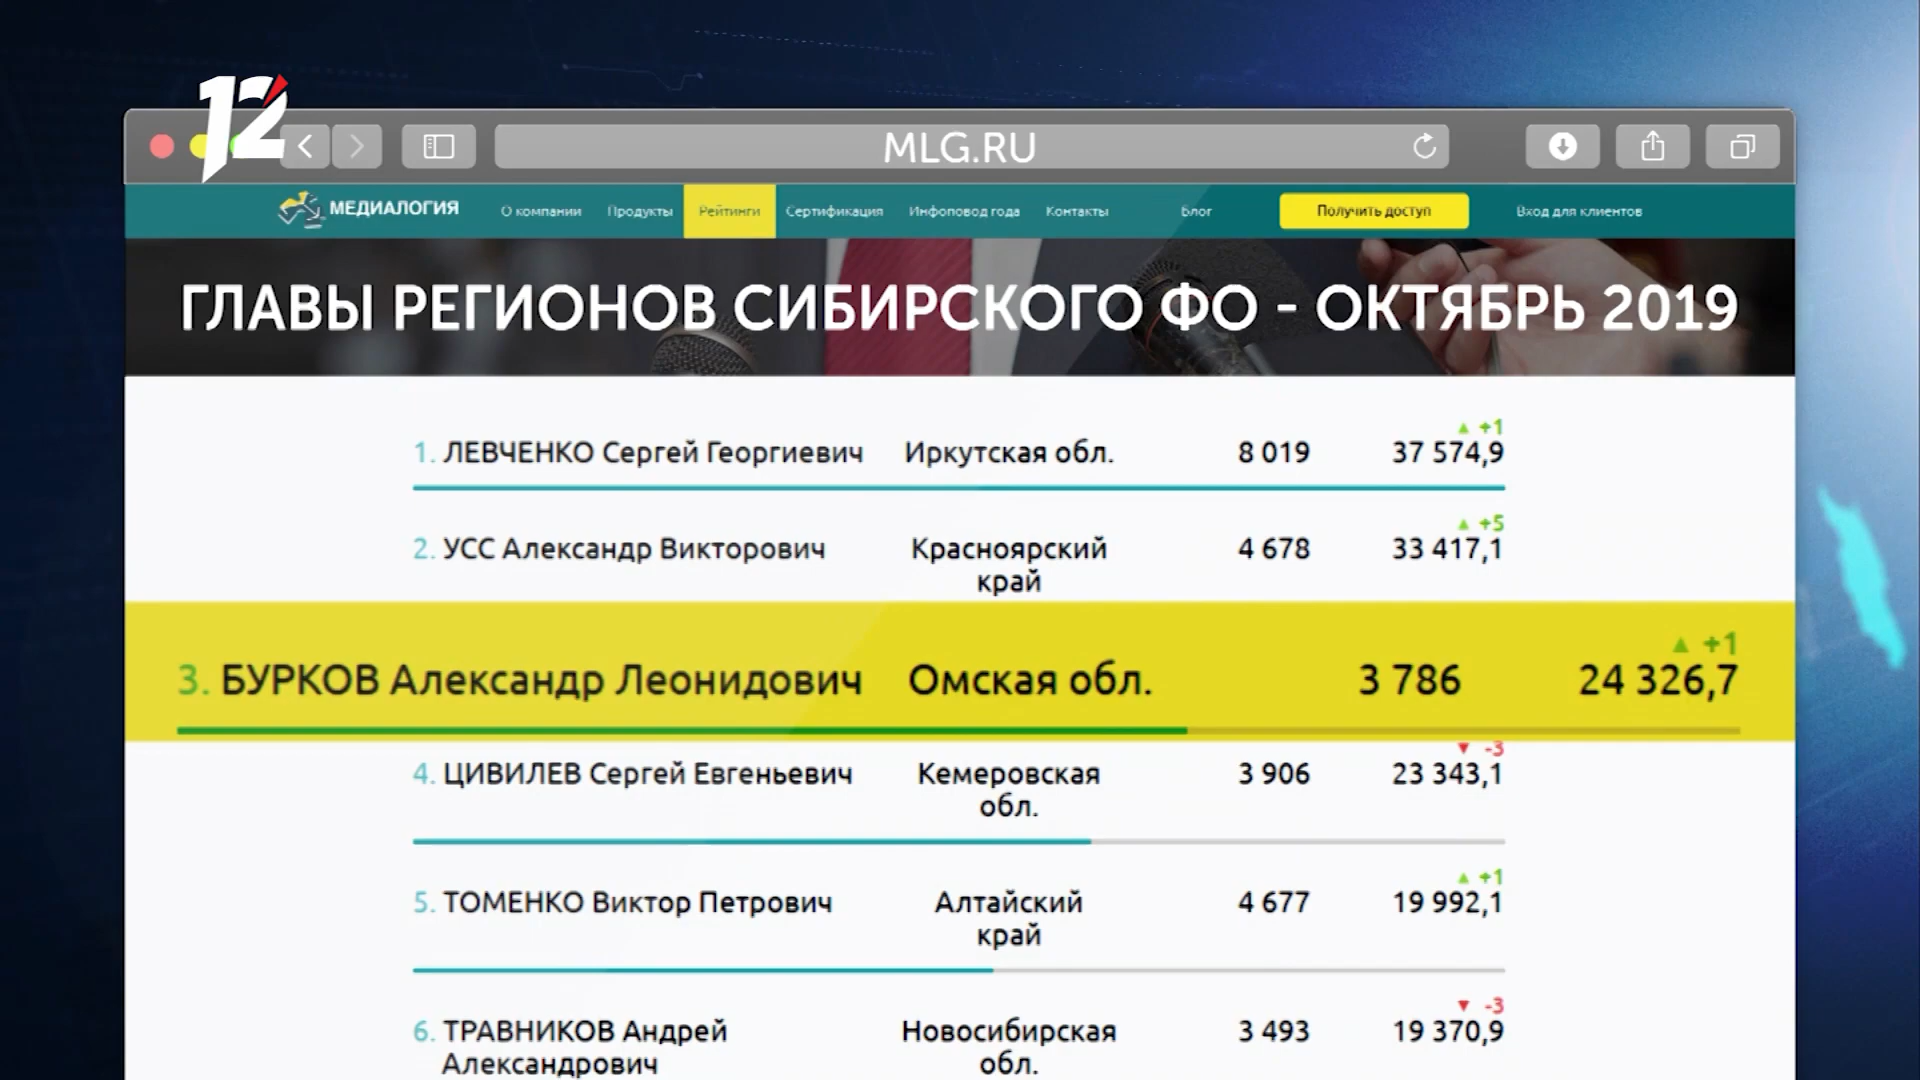 12
MLG.RU
МЕДИАЛОГИЯ О компании Продукты Рейтинги Сертификация Инфоповод года Контакты Блог Получить доступ Вход для клиентов
ГЛАВЫ РЕГИОНОВ СИБИРСКОГО ФО - ОКТЯБРЬ 2019
▲ +1
1. ЛЕВЧЕНКО Сергей Георгиевич Иркутская обл. 8 019 37 574,9
▲ +5
2. УСС Александр Викторович Красноярский 4 678 33 417,1
край
▲ +1
3. БУРКОВ Александр Леонидович Омская обл. 3 786 24 326,7
▼ -3
4. ЦИВИЛЕВ Сергей Евгеньевич Кемеровская 3 906 23 343,1
обл.
▲ +1
5. ТОМЕНКО Виктор Петрович Алтайский 4 677 19 992,1
край
▼ -3
6. ТРАВНИКОВ Андрей Новосибирская 3 493 19 370,9
Александрович обл.